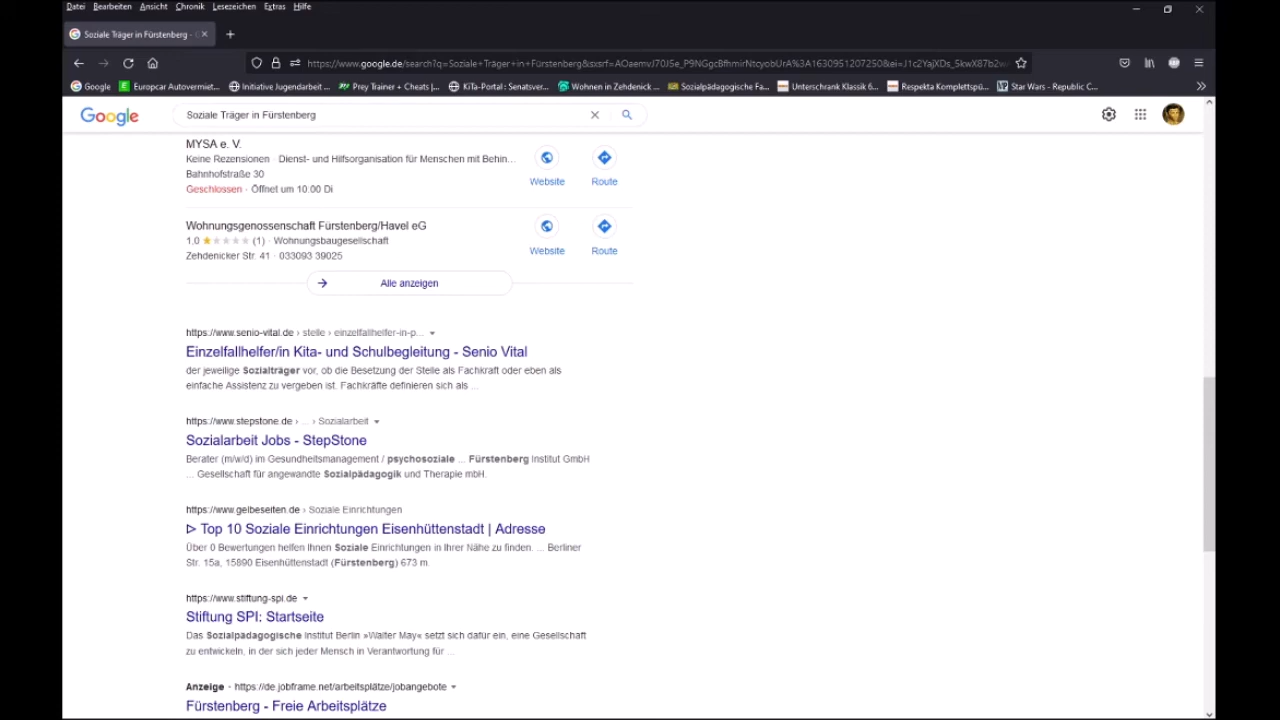 Datei Bearbeiten Ansicht Chronik Lesezeichen Extras Hilfe
Soziale Träger in Fürstenberg -
https://www.google.de/search?q=Soziale+Träger+in+Fürstenberg&sxsrf=
Google Europcar Autovermiet... Initiative Jugendarbeit ... Prey Trainer + Cheats |... KiTa-Portal : Senatsver... Wohnen in Zehdenick ... Sozialpädagogische Fa... Unterschrank Klassik 6... Respekta Komplettspü... Star Wars - Republic C...
Google Soziale Träger in Fürstenberg
MYSA e. V.
Keine Rezensionen · Dienst- und Hilfsorganisation für Menschen mit Behin...
Bahnhofstraße 30
Geschlossen · Öffnet um 10:00 Di
Website Route
Wohnungsgenossenschaft Fürstenberg/Havel eG
1,0 (1) · Wohnungsbaugesellschaft
Zehdenicker Str. 41 · 033093 39025
Website Route
Alle anzeigen
https://www.senio-vital.de › stelle › einzelfallhelfer-in-p...
Einzelfallhelfer/in Kita- und Schulbegleitung - Senio Vital
der jeweilige Sozialträger vor, ob die Besetzung der Stelle als Fachkraft oder eben als
einfache Assistenz zu vergeben ist. Fachkräfte definieren sich als ...
https://www.stepstone.de › ... › Sozialarbeit
Sozialarbeit Jobs - StepStone
Berater (m/w/d) im Gesundheitsmanagement / psychosoziale ... Fürstenberg Institut GmbH
... Gesellschaft für angewandte Sozialpädagogik und Therapie mbH.
https://www.gelbeseiten.de › Soziale Einrichtungen
ᐅ Top 10 Soziale Einrichtungen Eisenhüttenstadt | Adresse
Über 0 Bewertungen helfen Ihnen Soziale Einrichtungen in Ihrer Nähe zu finden. ... Berliner
Str. 15a, 15890 Eisenhüttenstadt (Fürstenberg) 673 m.
https://www.stiftung-spi.de
Stiftung SPI: Startseite
Das Sozialpädagogische Institut Berlin »Walter May« setzt sich dafür ein, eine Gesellschaft
zu entwickeln, in der sich jeder Mensch in Verantwortung für ...
Anzeige · https://de.jobframe.net/arbeitsplätze/jobangebote
Fürstenberg - Freie Arbeitsplätze